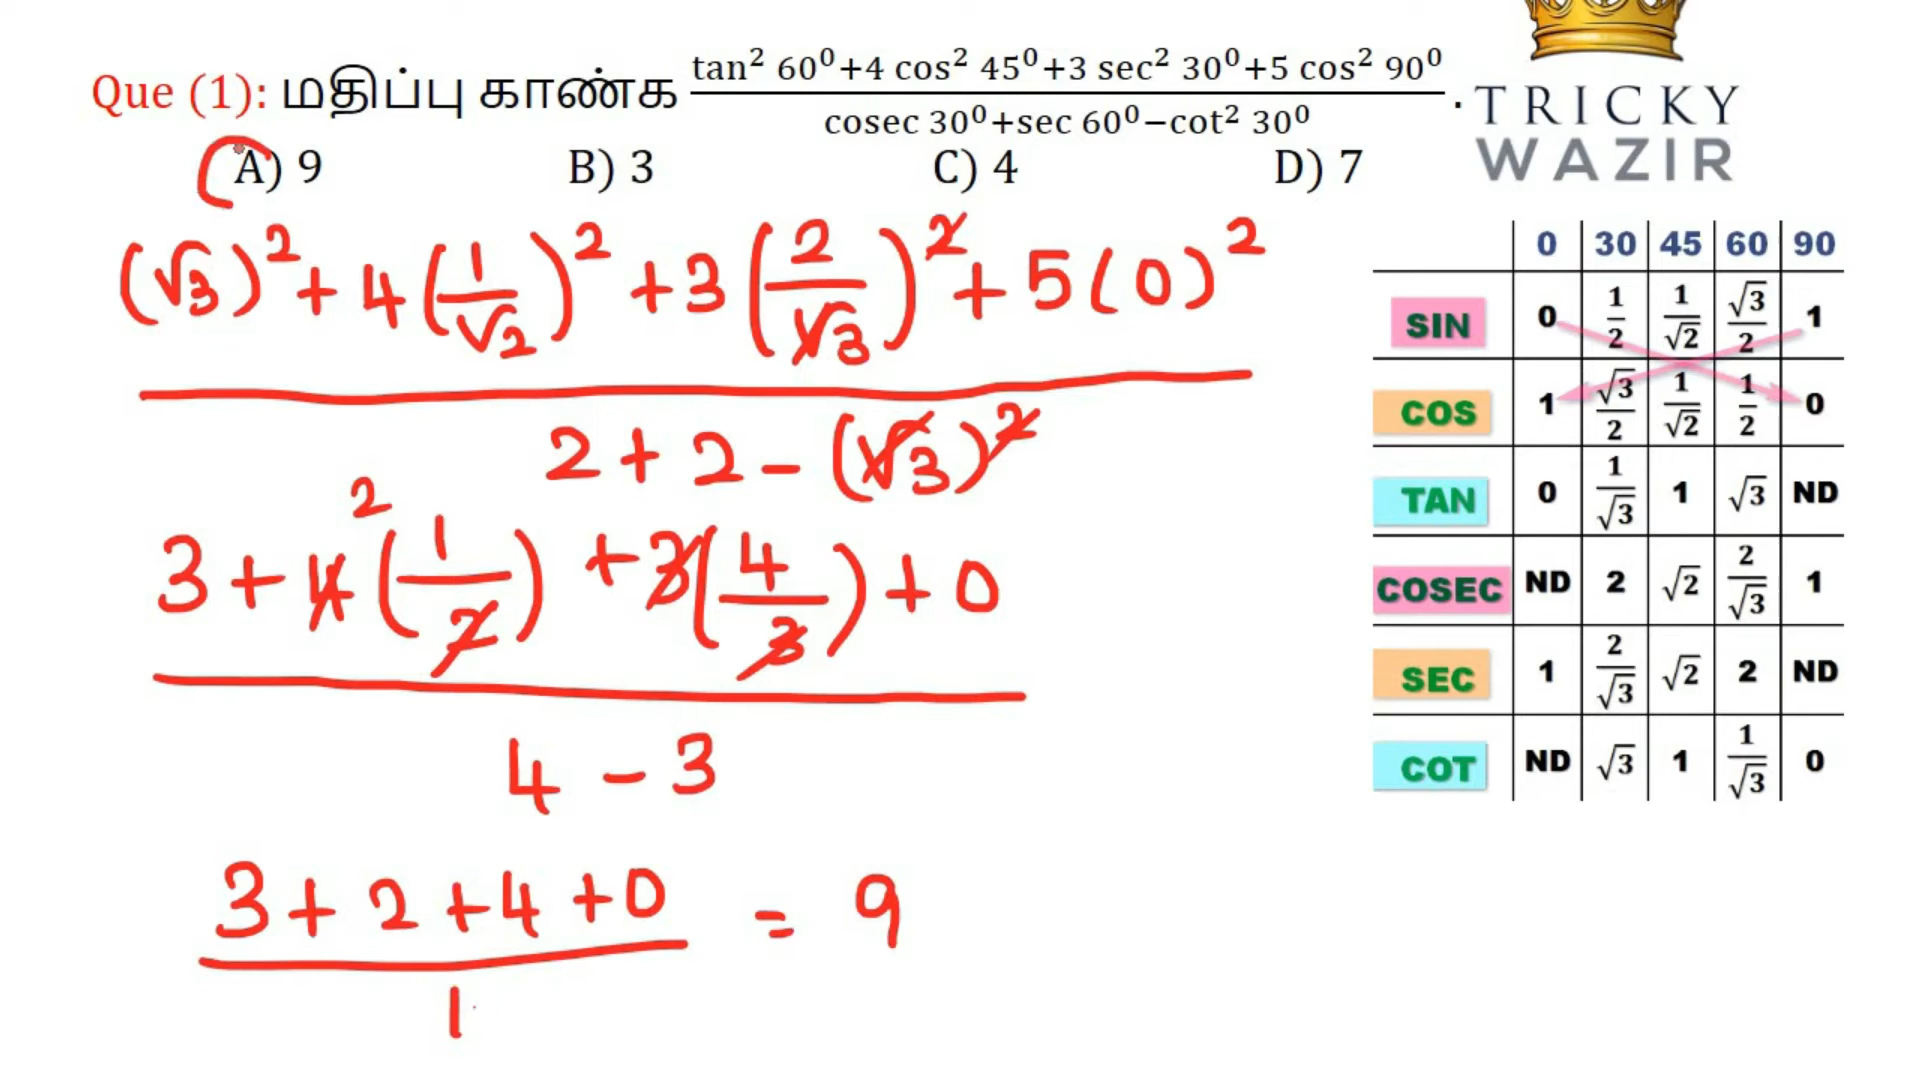 Que (1): மதிப்பு காண்க (tan² 60⁰+4 cos² 45⁰+3 sec² 30⁰+5 cos² 90⁰)/(cosec 30⁰+sec 60⁰−cot² 30⁰) .
A) 9 B) 3 C) 4 D) 7
TRICKY
WAZIR
(√3)² + 4(1/√2)² + 3(2/√3)² + 5(0)²
2 + 2 − (√3)²
2
3 + 4(1/2) + 3(4/3) + 0
4 − 3
3 + 2 + 4 + 0 = 9
1
0 30 45 60 90
SIN 0 1/2 1/√2 √3/2 1
COS 1 √3/2 1/√2 1/2 0
TAN 0 1/√3 1 √3 ND
COSEC ND 2 √2 2/√3 1
SEC 1 2/√3 √2 2 ND
COT ND √3 1 1/√3 0